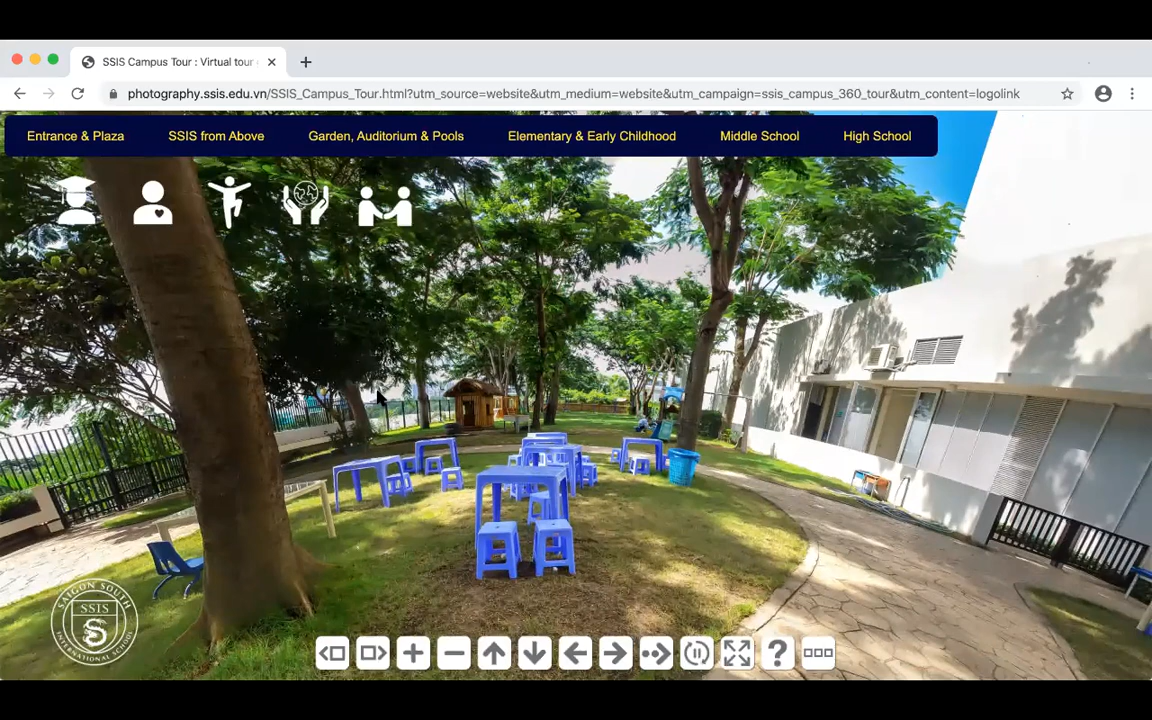 SSIS Campus Tour : Virtual tour
photography.ssis.edu.vn/SSIS_Campus_Tour.html?utm_source=website&utm_medium=website&utm_campaign=ssis_campus_360_tour&utm_content=logolink
Entrance & Plaza SSIS from Above Garden, Auditorium & Pools Elementary & Early Childhood Middle School High School
SAIGON SOUTH
SSIS
INTERNATIONAL SCHOOL